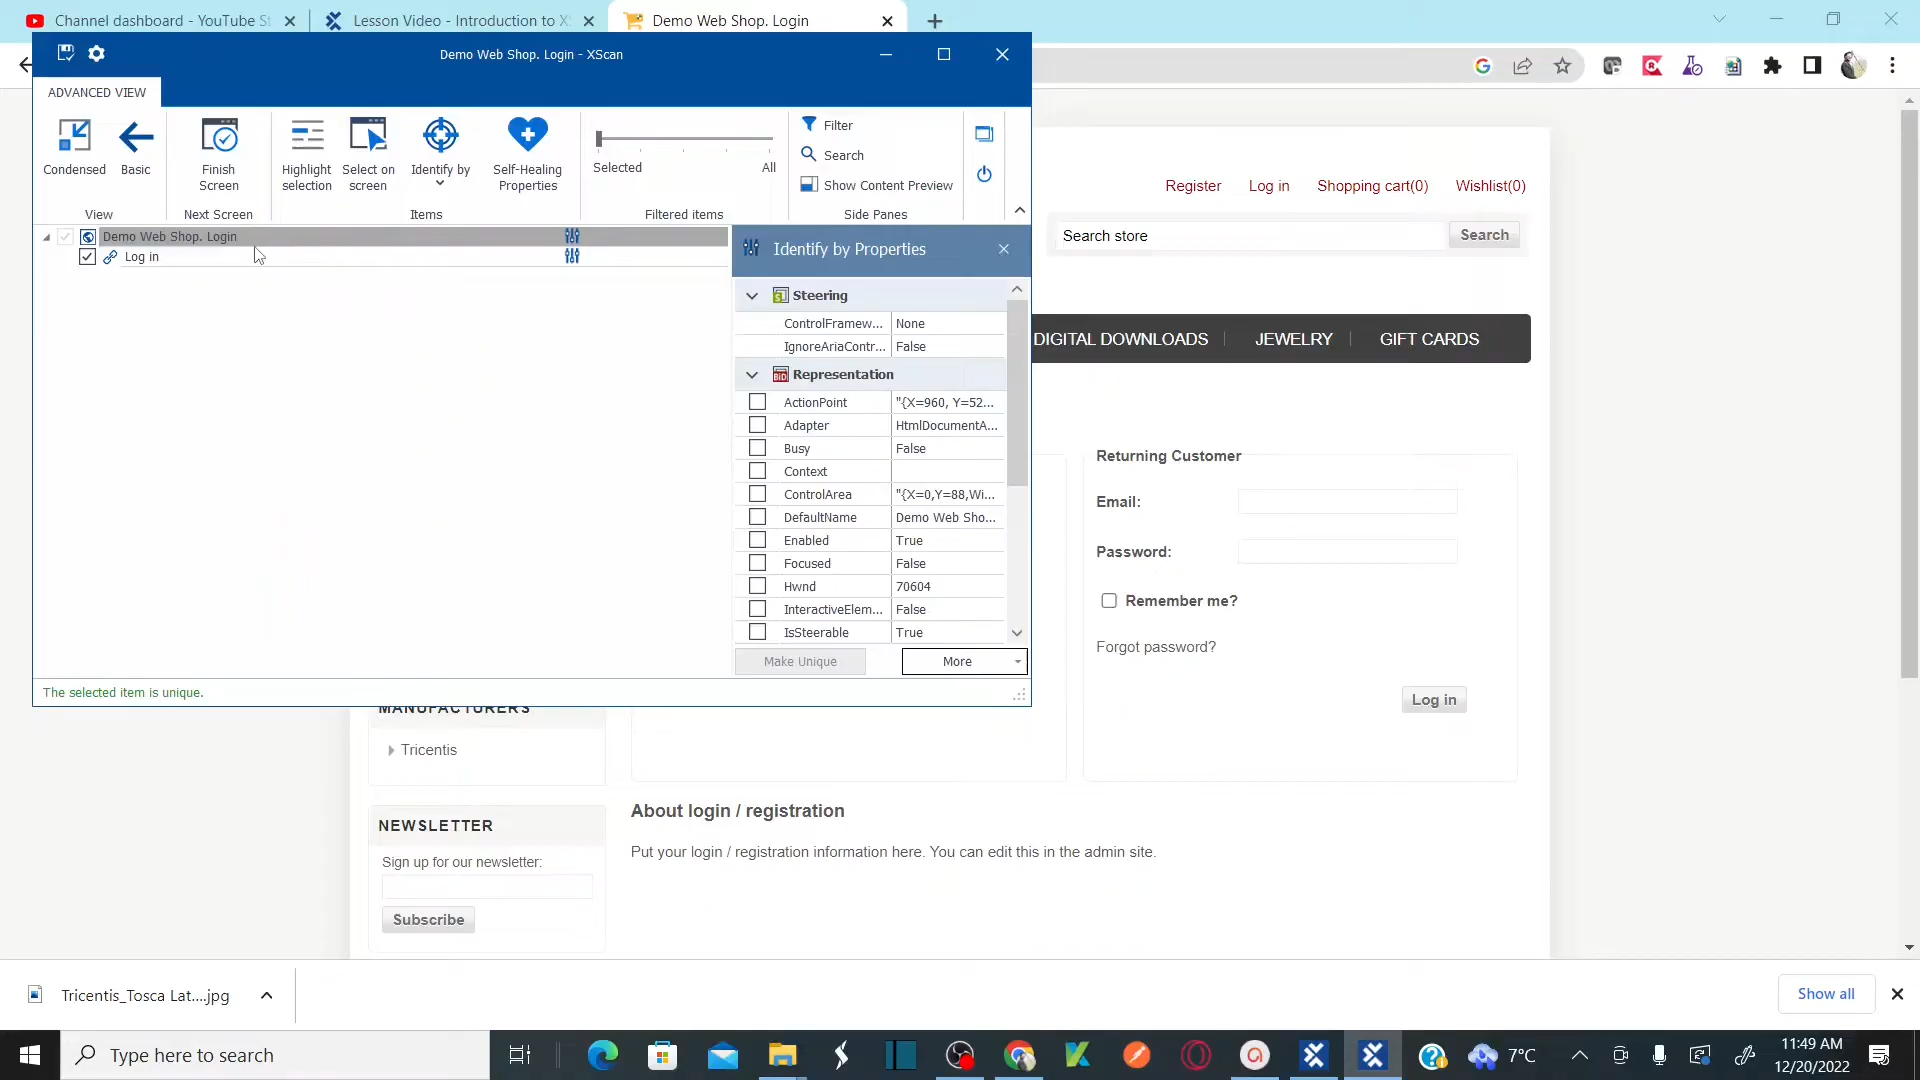 Channel dashboard - YouTube St
Lesson Video - Introduction to XS
Demo Web Shop. Login
Demo Web Shop. Login - XScan
ADVANCED VIEW
Condensed
Basic
Finish Screen
Highlight selection
Select on screen
Identify by
Self-Healing Properties
Selected
All
Filter
Search
Show Content Preview
View
Next Screen
Items
Filtered items
Side Panes
Demo Web Shop. Login
Log in
Identify by Properties
Steering
ControlFramew... None
IgnoreAriaContr... False
Representation
ActionPoint "{X=960, Y=52...
Adapter HtmlDocumentA...
Busy False
Context
ControlArea "{X=0,Y=88,Wi...
DefaultName Demo Web Sho...
Enabled True
Focused False
Hwnd 70604
InteractiveElem... False
IsSteerable True
Make Unique
More
The selected item is unique.
Register Log in Shopping cart(0) Wishlist(0)
Search store
Search
DIGITAL DOWNLOADS JEWELRY GIFT CARDS
Returning Customer
Email:
Password:
Remember me?
Forgot password?
Log in
MANUFACTURERS
Tricentis
NEWSLETTER
Sign up for our newsletter:
Subscribe
About login / registration
Put your login / registration information here. You can edit this in the admin site.
Tricentis_Tosca Lat....jpg
Show all
Type here to search
7°C
11:49 AM
12/20/2022